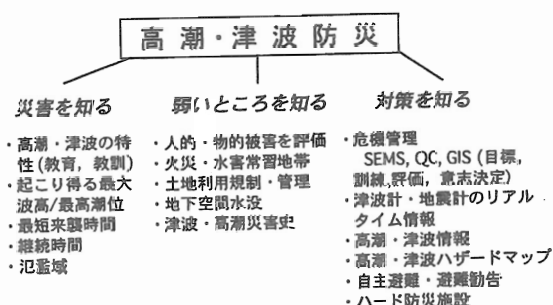 高潮・津波防災
災害を知る
・高潮・津波の特
性(教育，教訓)
・起こり得る最大
波高/最高潮位
・最短来襲時間
・継続時間
・氾濫域
弱いところを知る
・人的・物的被害を評価
・火災・水害常習地帯
・土地利用規制・管理
・地下空間水没
・津波・高潮災害史
対策を知る
・危機管理
SEMS, QC, GIS (目標,
訓練,評価，意志決定)
・津波計・地震計のリアル
タイム情報
・高潮・津波情報
・高潮・津波ハザードマップ
・自主避難・避難勧告
・ハード防災施設